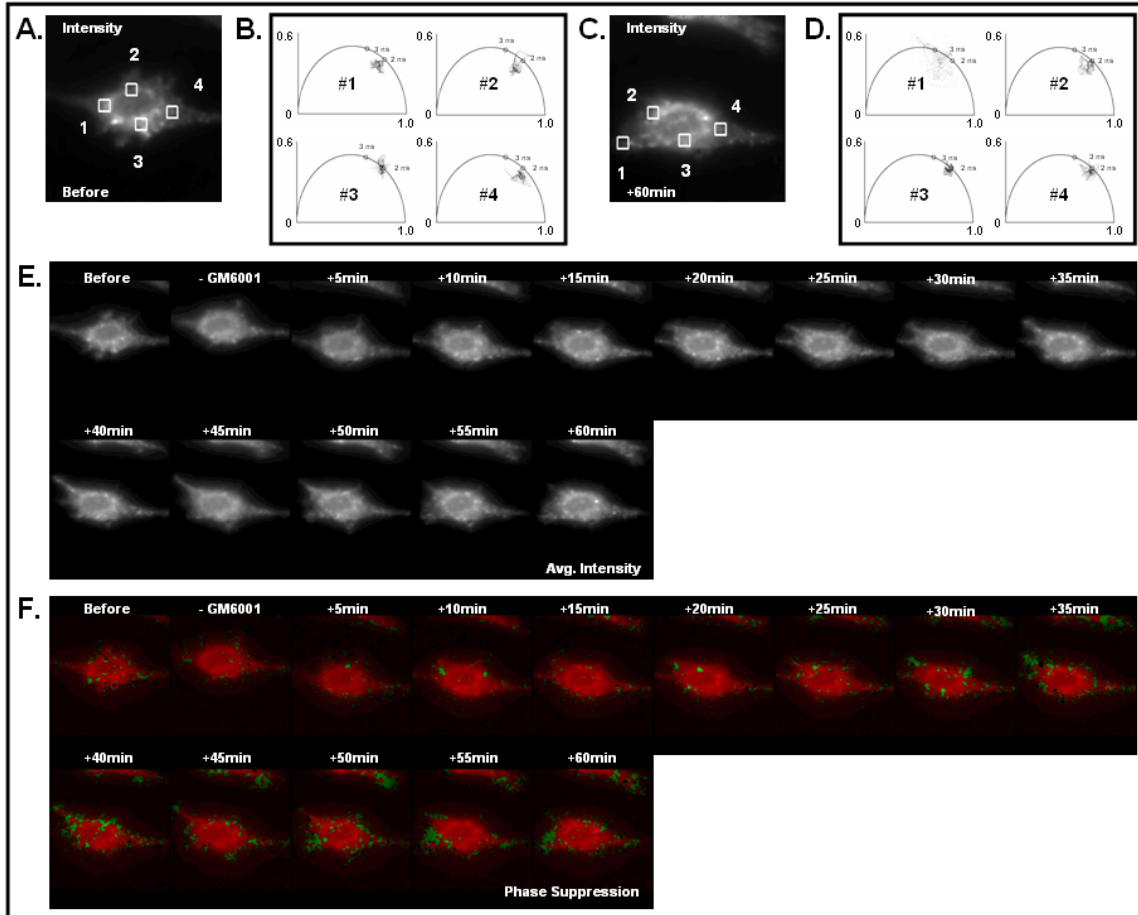 A.
Intensity
2
4
1
3
Before
B.
0.6
3 ns
2 ns
#1
0
1.0
0.6
3 ns
2 ns
#2
0
1.0
0.6
3 ns
2 ns
#3
0
1.0
0.6
3 ns
2 ns
#4
0
1.0
C.
Intensity
2
4
1
3
+60min
D.
0.6
3 ns
2 ns
#1
0
1.0
0.6
3 ns
2 ns
#2
0
1.0
0.6
3 ns
2 ns
#3
0
1.0
0.6
3 ns
2 ns
#4
0
1.0
E.
Before - GM6001 +5min +10min +15min +20min +25min +30min +35min
+40min +45min +50min +55min +60min
Avg. Intensity
F.
Before - GM6001 +5min +10min +15min +20min +25min +30min +35min
+40min +45min +50min +55min +60min
Phase Suppression